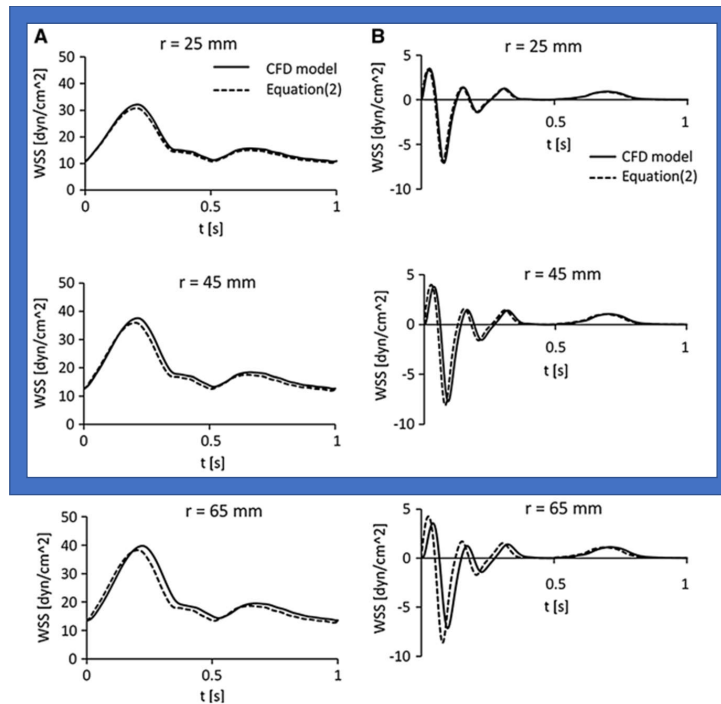 A
r = 25 mm
50
40
30
20
10
0
WSS [dyn/cm^2]
CFD model
Equation(2)
0
0.5
1
t [s]
B
r = 25 mm
5
0
-5
-10
WSS [dyn/cm^2]
0.5
1
t [s]
CFD model
Equation(2)
r = 45 mm
50
40
30
20
10
0
WSS [dyn/cm^2]
0
0.5
1
t [s]
r = 45 mm
5
0
-5
-10
WSS [dyn/cm^2]
0.5
1
t [s]
r = 65 mm
50
40
30
20
10
0
WSS [dyn/cm^2]
0
0.5
1
t [s]
r = 65 mm
5
0
-5
-10
WSS [dyn/cm^2]
0.5
1
t [s]